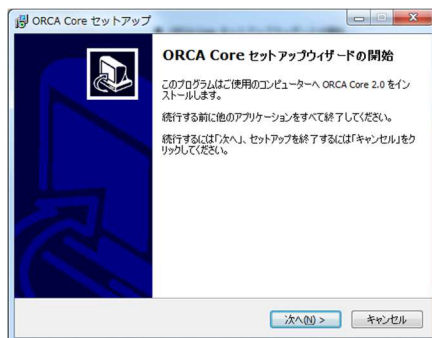 ORCA Core セットアップ
ORCA Core セットアップウィザードの開始
このプログラムはご使用のコンピューターへ ORCA Core 2.0 をイン
ストールします。
続行する前に他のアプリケーションをすべて終了してください。
続行するには「次へ」、セットアップを終了するには「キャンセル」をク
リックしてください。
次へ(N) >
キャンセル